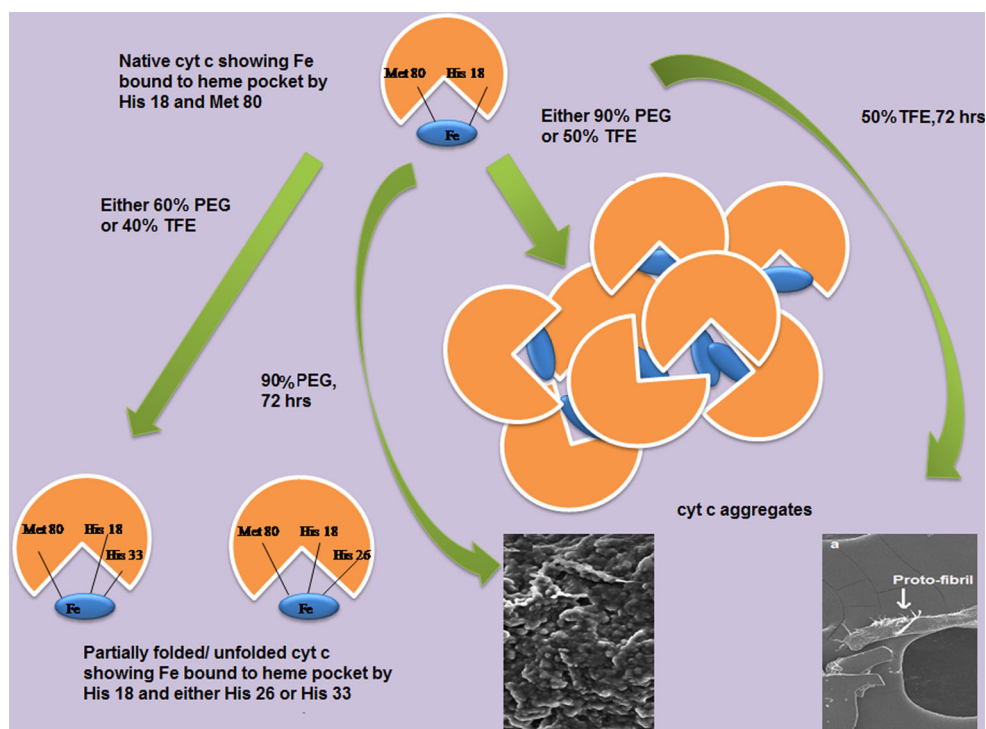 Native cyt c showing Fe
bound to heme pocket by
His 18 and Met 80
Met 80 His 18
Fe
Either 90% PEG
or 50% TFE
50%TFE,72 hrs
Either 60% PEG
or 40% TFE
90%PEG,
72 hrs
cyt c aggregates
Met 80 His 18
His 33
Fe
Met 80 His 18
His 26
Fe
Partially folded/ unfolded cyt c
showing Fe bound to heme pocket by
His 18 and either His 26 or His 33
a
Proto-fibril